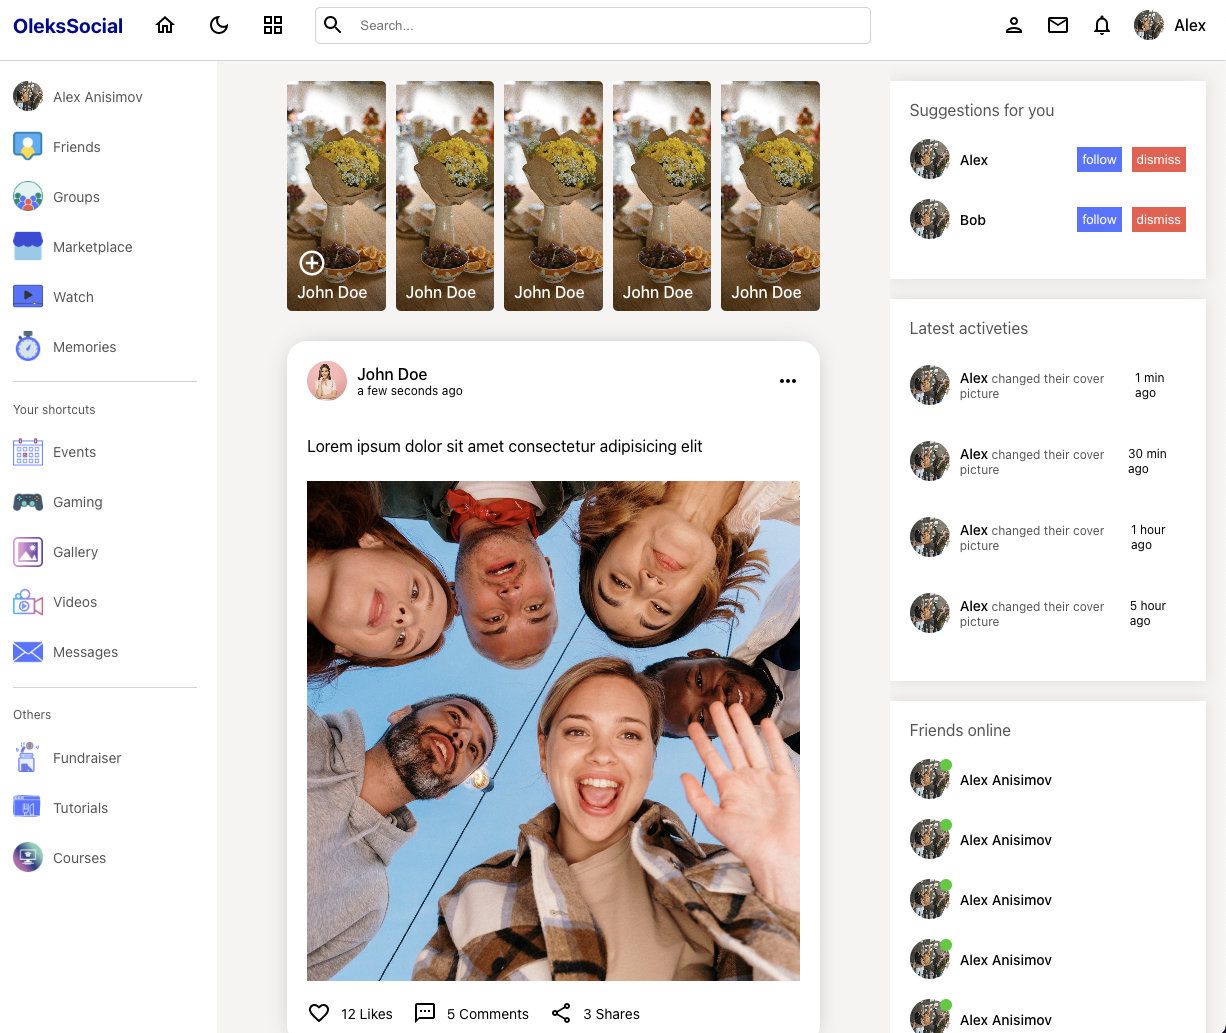 OleksSocial
Search...
Alex
Alex Anisimov
Friends
Groups
Marketplace
Watch
Memories
Your shortcuts
Events
Gaming
Gallery
Videos
Messages
Others
Fundraiser
Tutorials
Courses
John Doe
John Doe
John Doe
John Doe
John Doe
John Doe
a few seconds ago
Lorem ipsum dolor sit amet consectetur adipisicing elit
12 Likes
5 Comments
3 Shares
Suggestions for you
Alex
follow
dismiss
Bob
follow
dismiss
Latest activeties
Alex changed their cover
picture
1 min
ago
Alex changed their cover
picture
30 min
ago
Alex changed their cover
picture
1 hour
ago
Alex changed their cover
picture
5 hour
ago
Friends online
Alex Anisimov
Alex Anisimov
Alex Anisimov
Alex Anisimov
Alex Anisimov